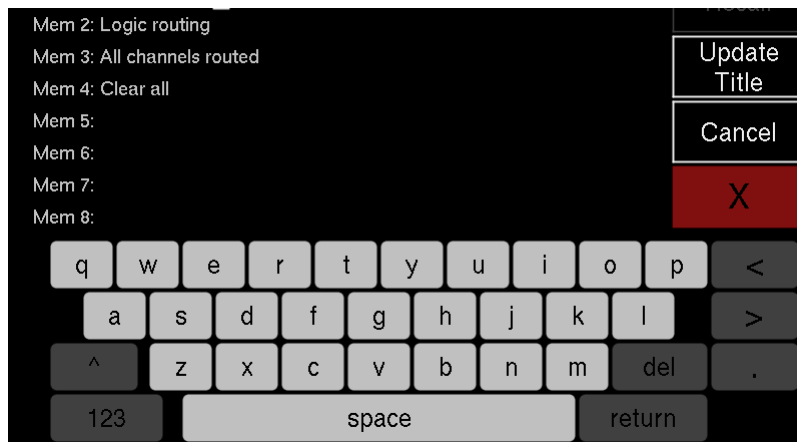 Mem 2: Logic routing
Mem 3: All channels routed
Mem 4: Clear all
Mem 5:
Mem 6:
Mem 7:
Mem 8:
Update
Title
Cancel
X
q w e r t y u i o p <
a s d f g h j k l >
^ z x c v b n m del .
123 space return